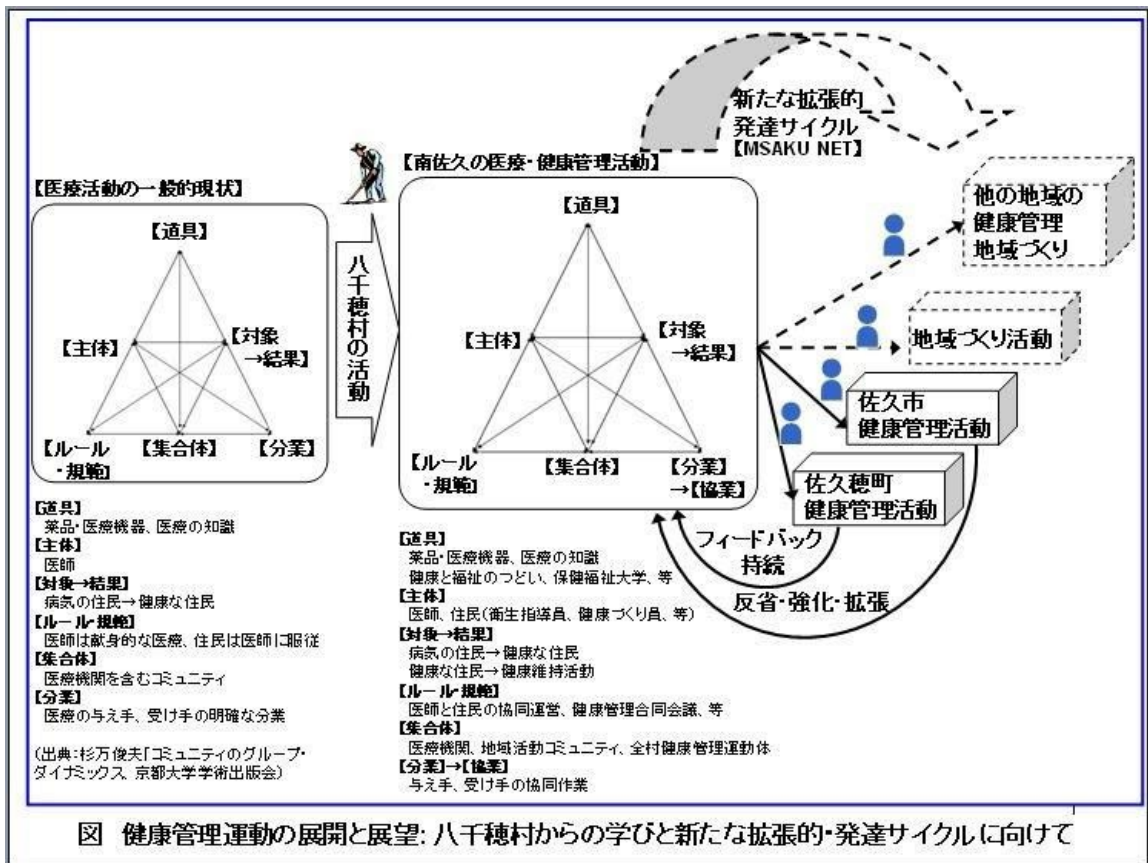 新たな拡張的
発達サイクル
【MSAKU NET】
【医療活動の一般的現状】
【道具】
【主体】
【対象
→結果】
【ルール
・規範】
【集合体】
【分業】
八千穂村の活動
【南佐久の医療・健康管理活動】
【道具】
【主体】
【対象
→結果】
【ルール
・規範】
【集合体】
【分業】
→【協業】
他の地域の
健康管理
地域づくり
地域づくり活動
佐久市
健康管理活動
佐久穂町
健康管理活動
フィードバック
持続
反省・強化・拡張
【道具】
薬品・医療機器、医療の知識
【主体】
医師
【対象→結果】
病気の住民→健康な住民
【ルール・規範】
医師は献身的な医療、住民は医師に服従
【集合体】
医療機関を含むコミュニティ
【分業】
医療の与え手、受け手の明確な分業
(出典:杉万俊夫「コミュニティのグループ・
ダイナミックス、京都大学学術出版会)
【道具】
薬品・医療機器、医療の知識
健康と福祉のつどい、保健福祉大学、等
【主体】
医師、住民(衛生指導員、健康づくり員、等)
【対象→結果】
病気の住民→健康な住民
健康な住民→健康維持活動
【ルール・規範】
医師と住民の協同運営、健康管理合同会議、等
【集合体】
医療機関、地域活動コミュニティ、全村健康管理運動体
【分業】→【協業】
与え手、受け手の協同作業
図 健康管理運動の展開と展望: 八千穂村からの学びと新たな拡張的・発達サイクルに向けて